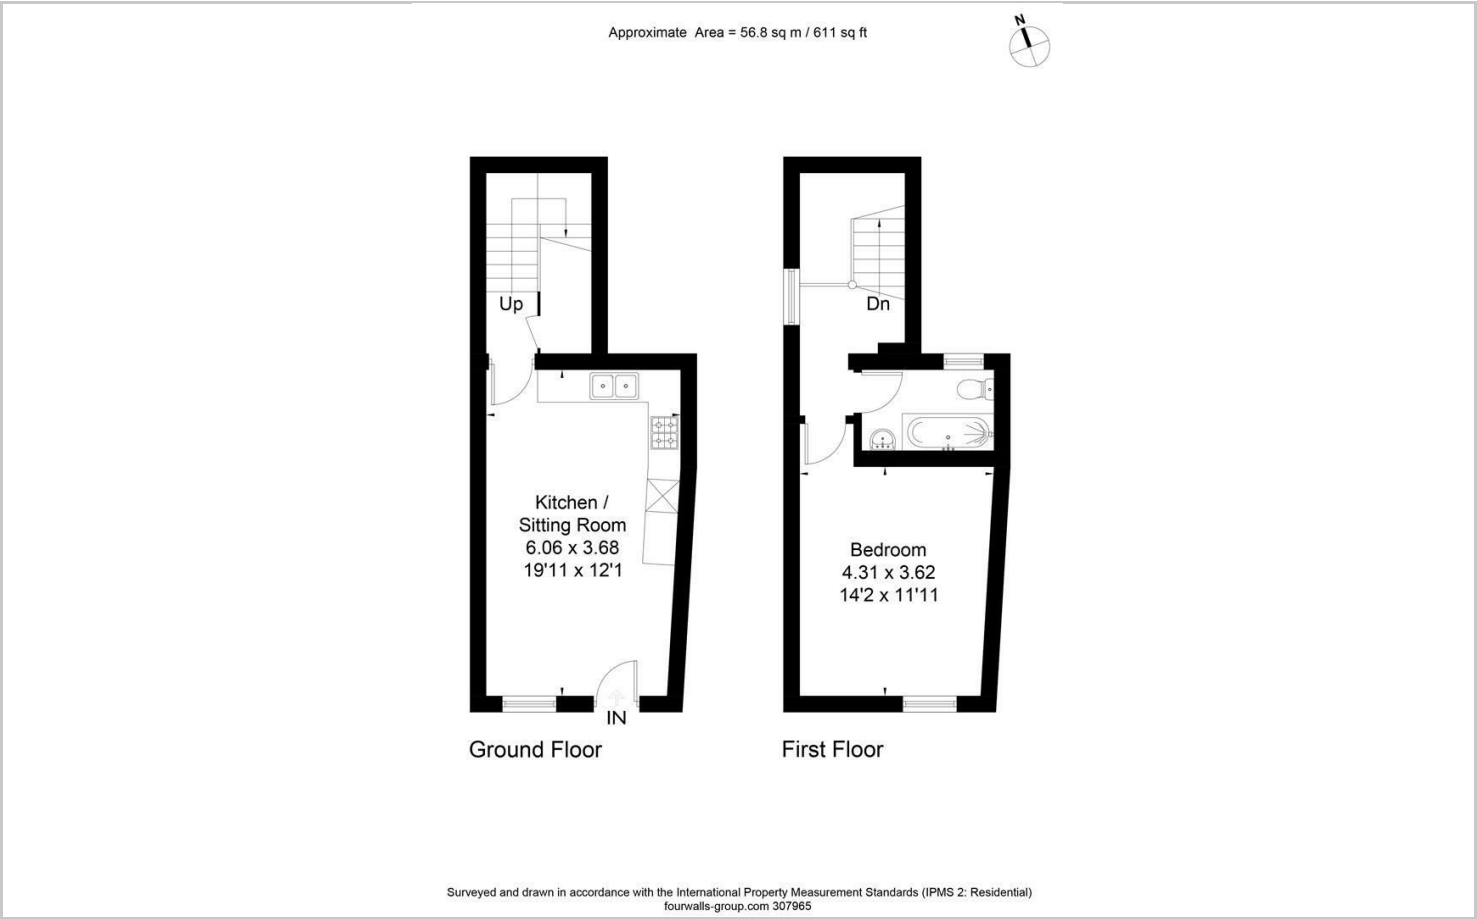 Approximate Area = 56.8 sq m / 611 sq ft
N
Up
Dn
Kitchen /
Sitting Room
6.06 x 3.68
19'11 x 12'1
Bedroom
4.31 x 3.62
14'2 x 11'11
IN
Ground Floor
First Floor
Surveyed and drawn in accordance with the International Property Measurement Standards (IPMS 2: Residential)
fourwalls-group.com 307965